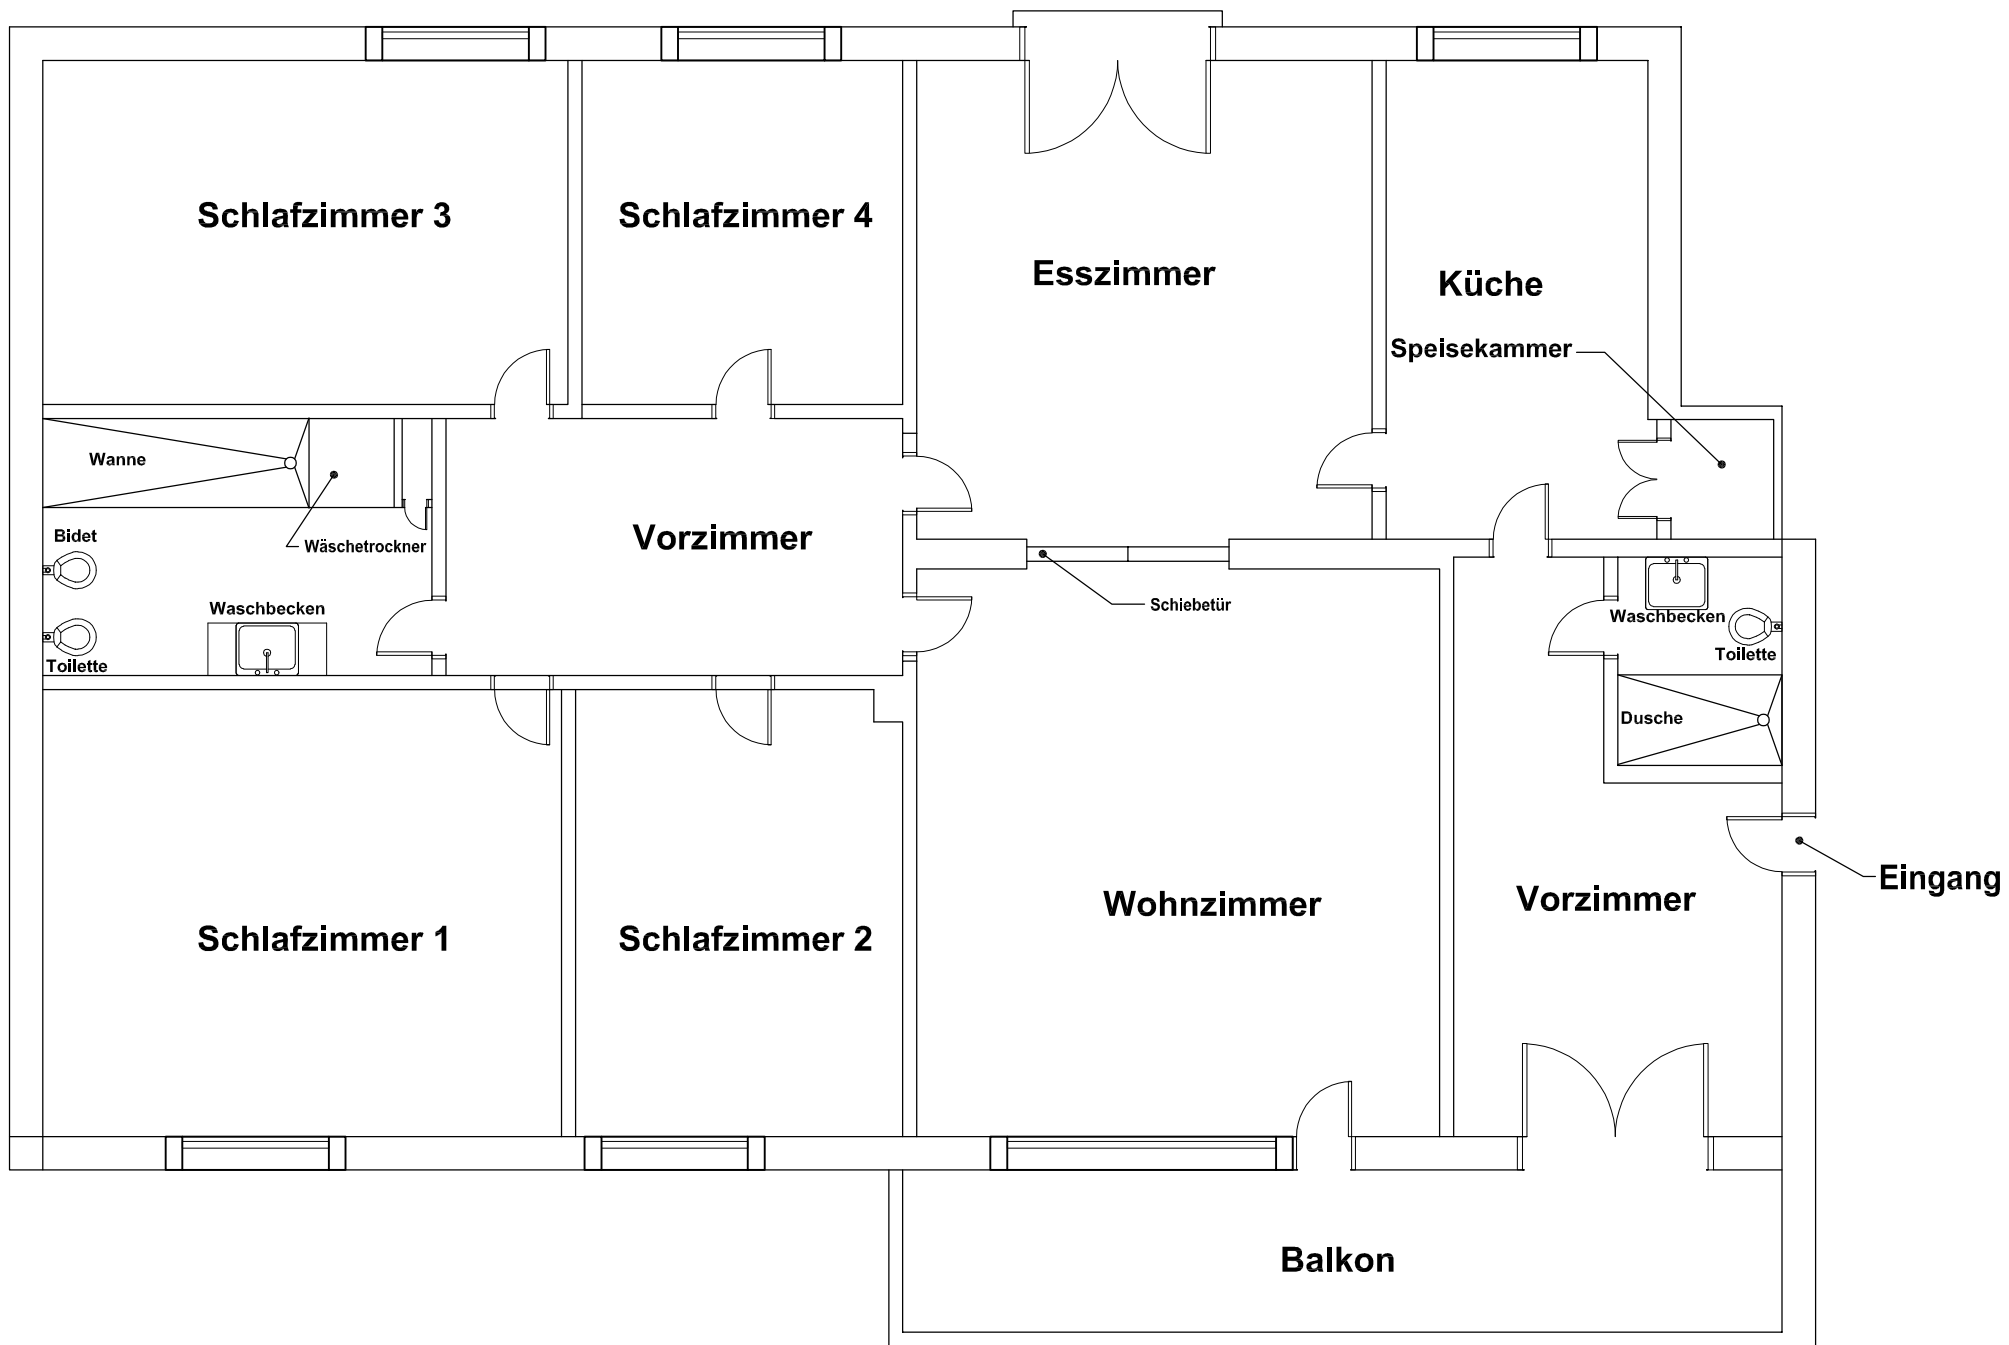 Schlafzimmer 3
Schlafzimmer 4
Esszimmer
Küche
Speisekammer
Wanne
Bidet
Wäschetrockner
Vorzimmer
Waschbecken
Toilette
Schiebetür
Waschbecken
Toilette
Dusche
Eingang
Schlafzimmer 1
Schlafzimmer 2
Wohnzimmer
Vorzimmer
Balkon